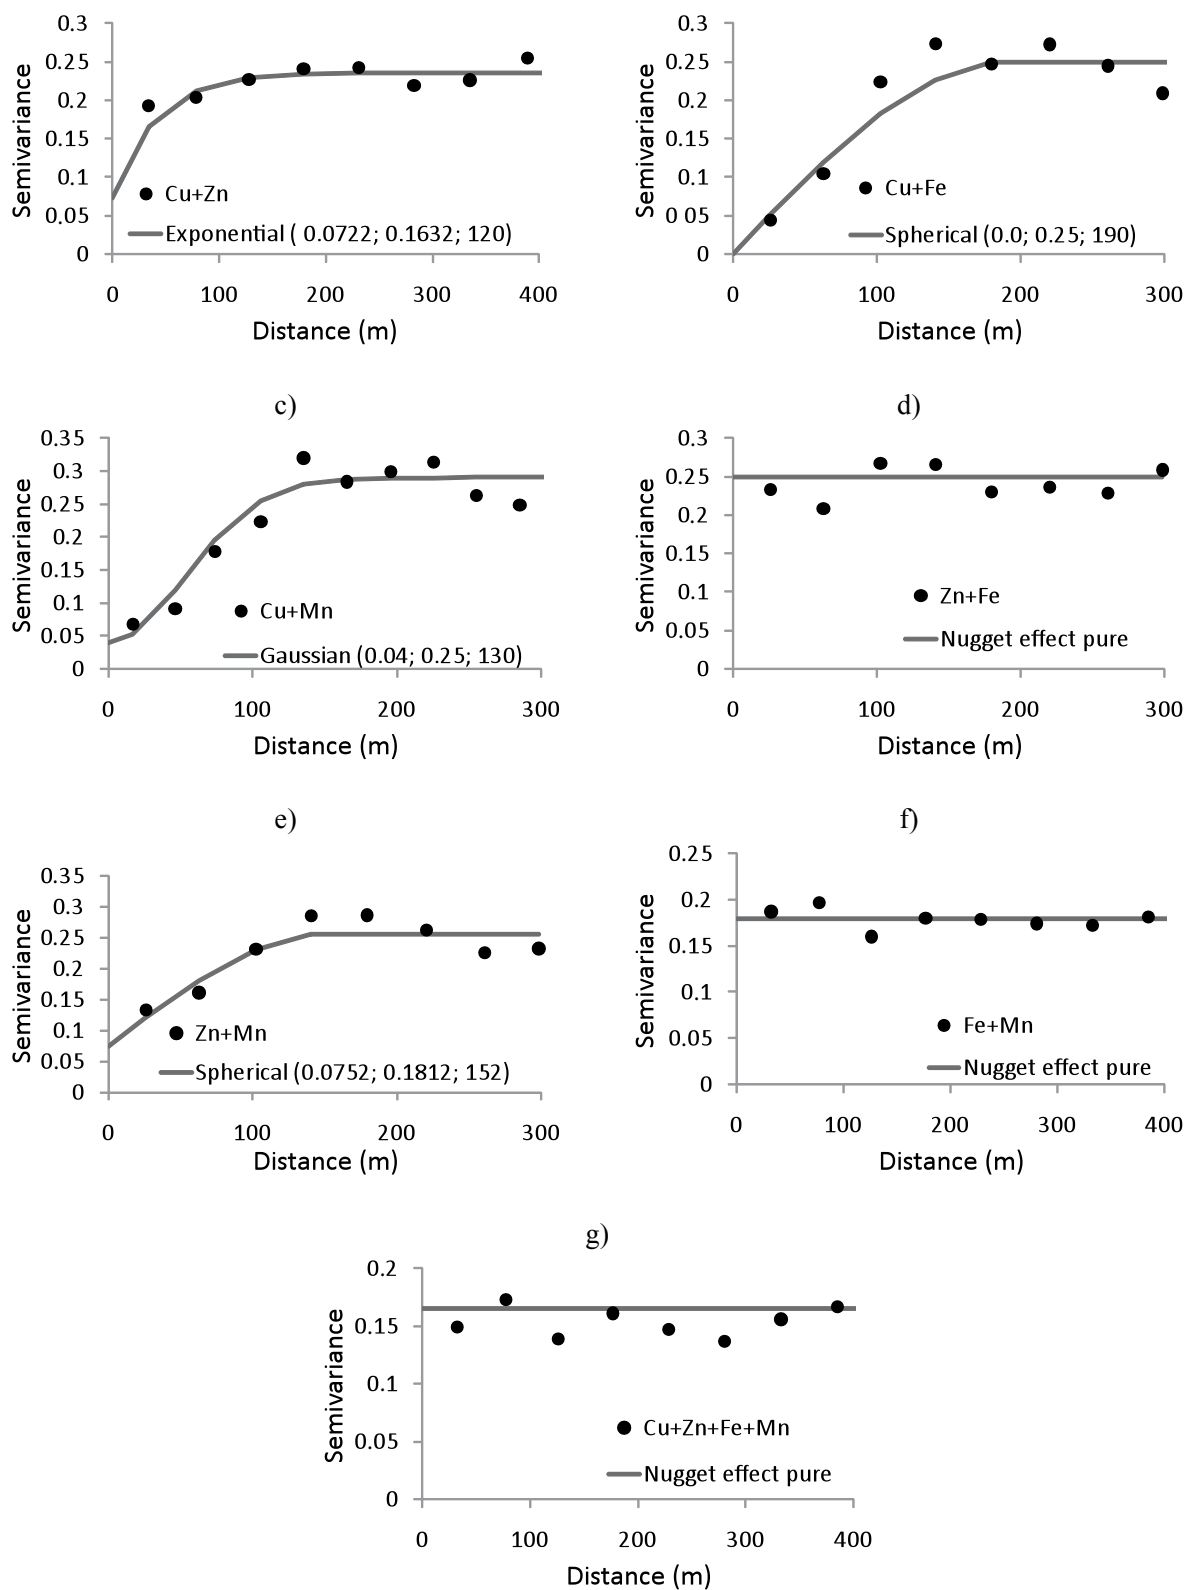 0.3
0.25
0.2
0.15
0.1
0.05
0
Semivariance
Cu+Zn
Exponential ( 0.0722; 0.1632; 120)
0 100 200 300 400
Distance (m)
0.3
0.25
0.2
0.15
0.1
0 05
0
Semivariance
Cu+Fe
Spherical (0.0; 0.25; 190)
0 100 200 300
Distance (m)
c)
0.35
0.3
0.25
0.2
0.15
0.1
0.05
0
Semivariance
Cu+Mn
Gaussian (0.04; 0.25; 130)
0 100 200 300
Distance (m)
d)
0.3
0.25
0.2
0.15
0.1
0.05
0
Semivariance
Zn+Fe
Nugget effect pure
0 100 200 300
Distance (m)
e)
0.35
0.3
0.25
0.2
0.15
0.1
0.05
0
Semivariance
Zn+Mn
Spherical (0.0752; 0.1812; 152)
0 100 200 300
Distance (m)
f)
0.25
0.2
0.15
0.1
0.05
0
Semivariance
Fe+Mn
Nugget effect pure
0 100 200 300 400
Distance (m)
g)
0.2
0.15
0.1
0.05
0
Semivariance
Cu+Zn+Fe+Mn
Nugget effect pure
0 100 200 300 400
Distance (m)